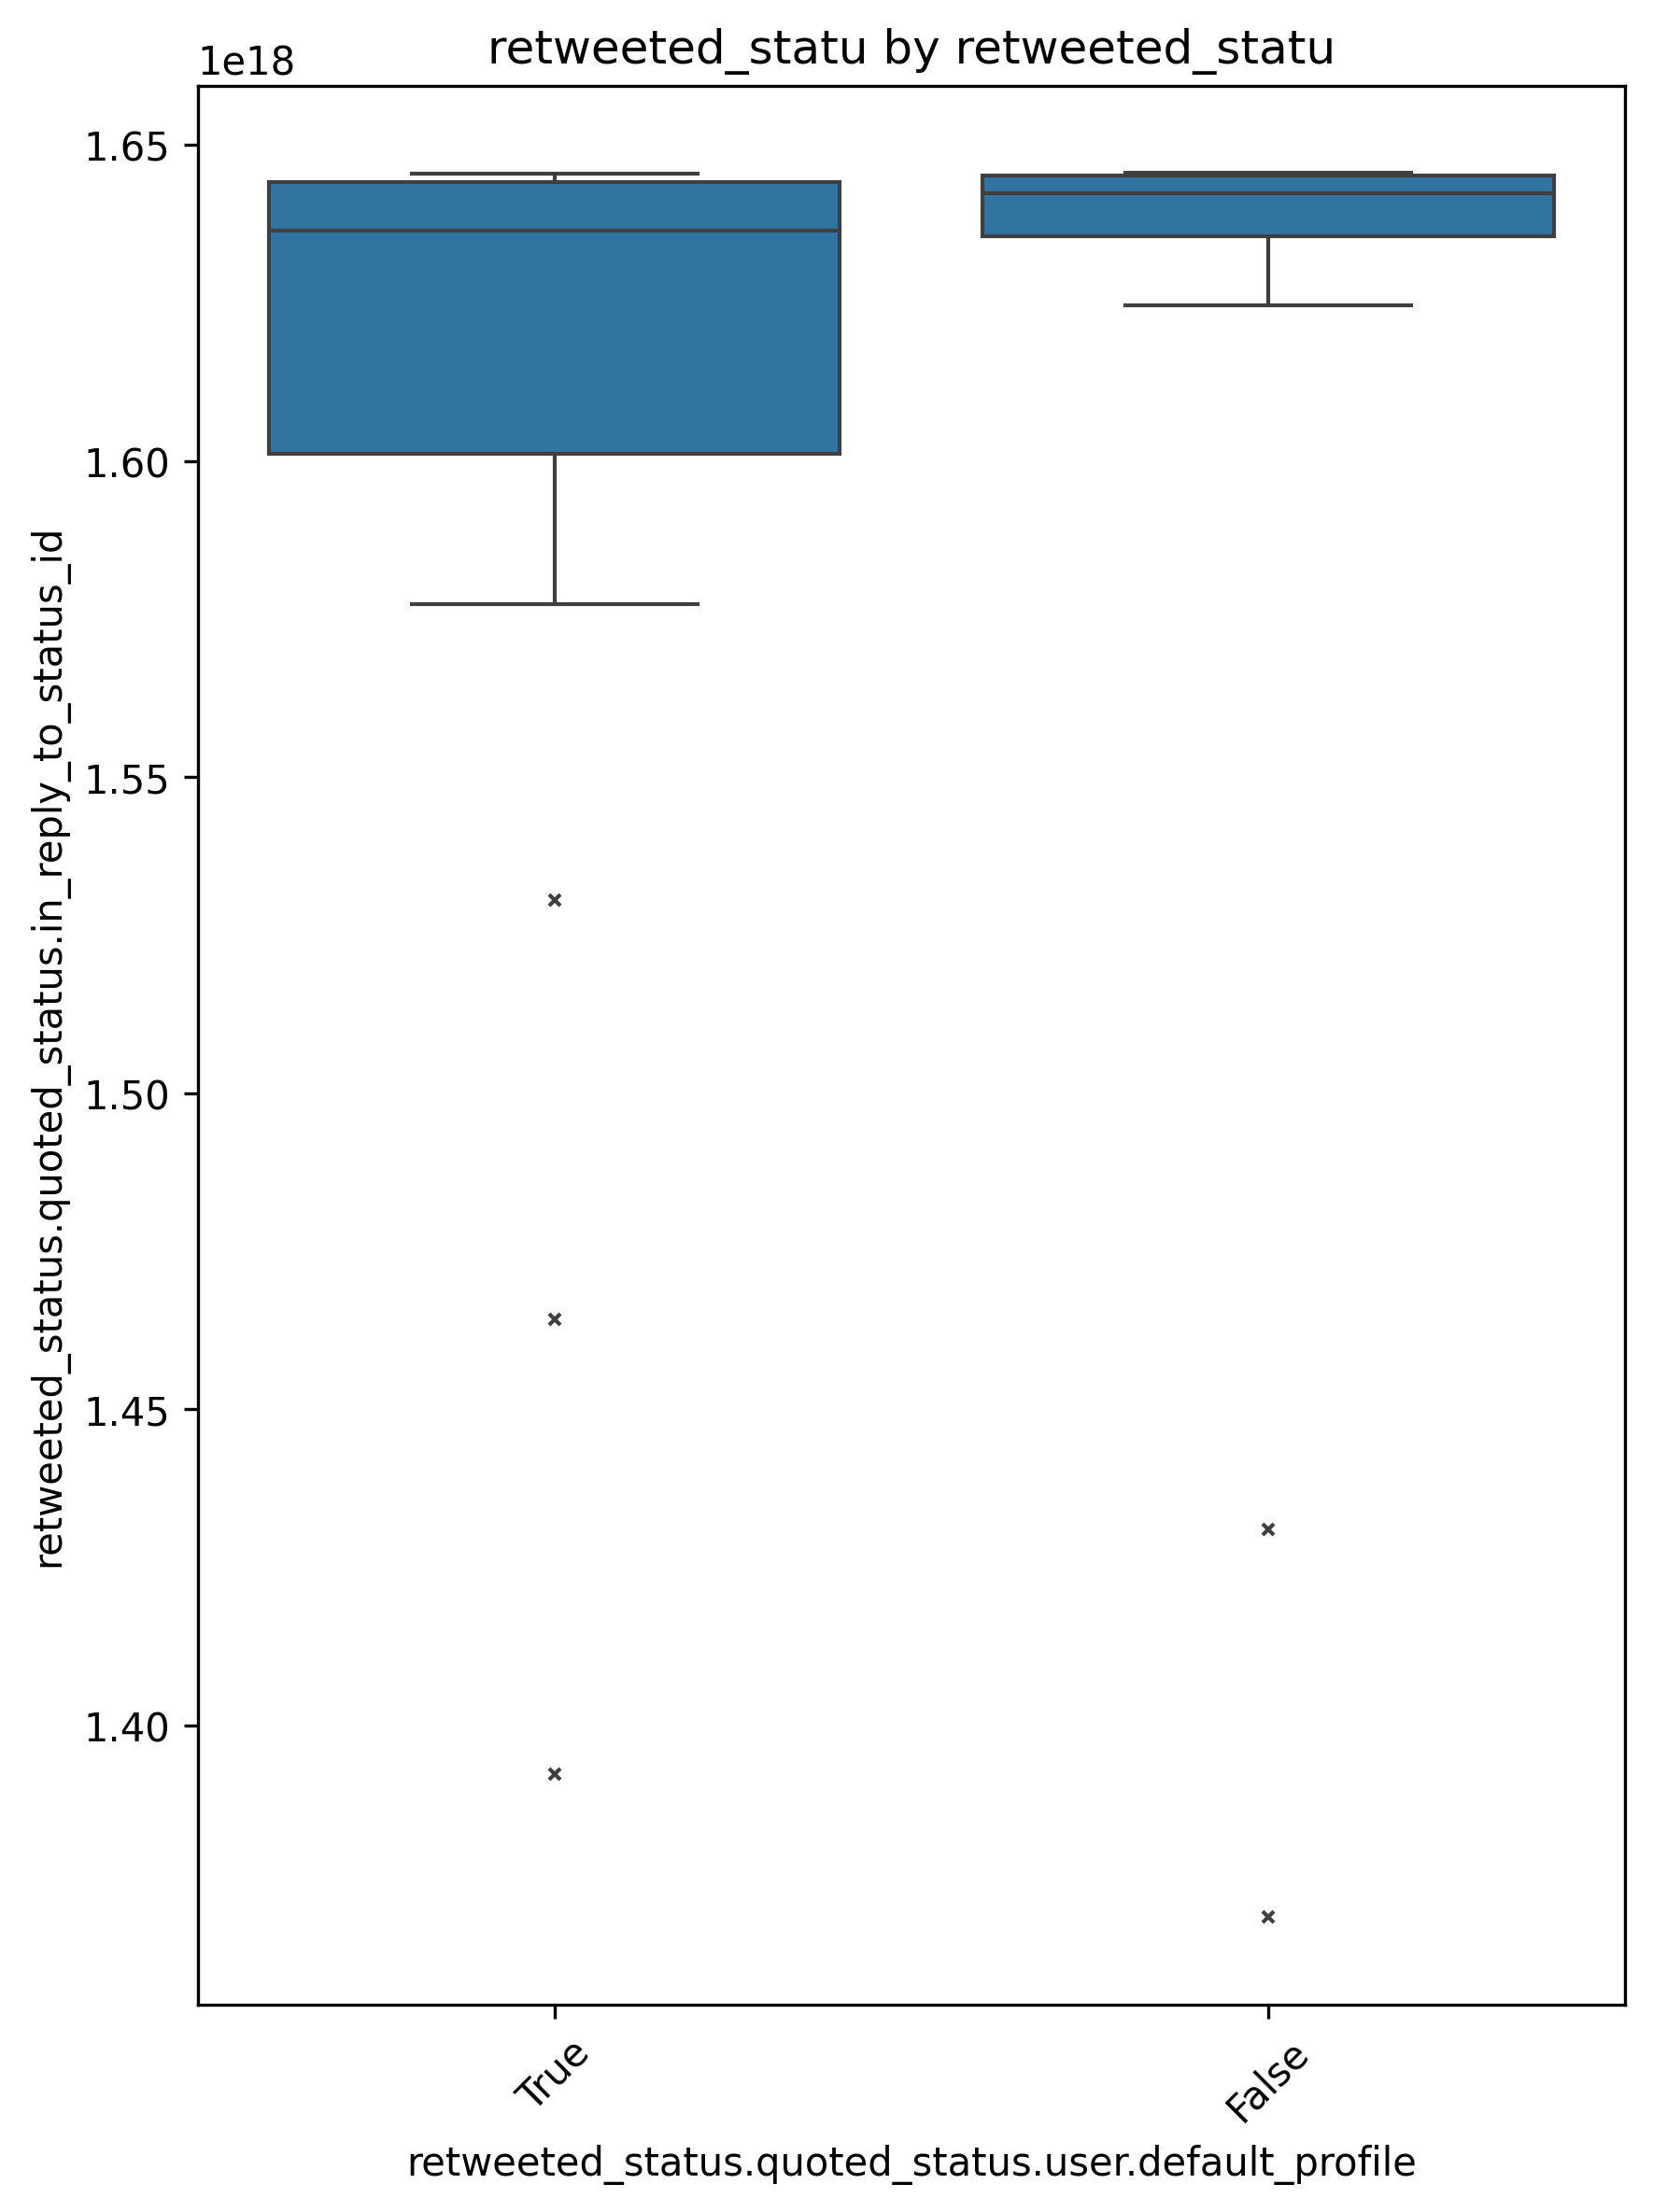 retweeted_statu by retweeted_statu
1e18
1.65
1.60
1.55
1.50
1.45
1.40
retweeted_status.quoted_status.in_reply_to_status_id
True
False
retweeted_status.quoted_status.user.default_profile